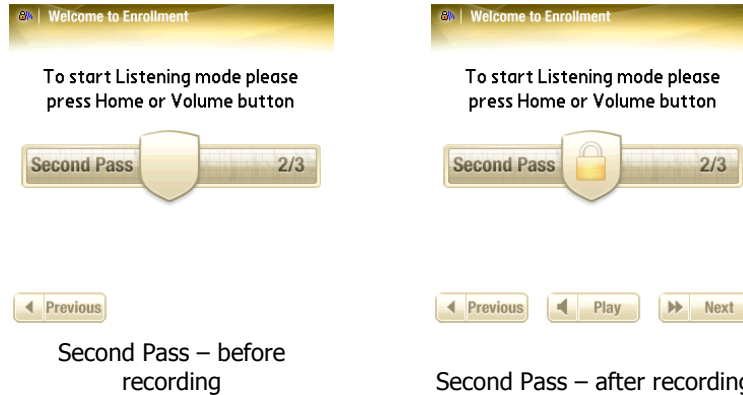 Welcome to Enrollment
To start Listening mode please
press Home or Volume button
Second Pass 2/3
Previous
Second Pass – before
recording
Welcome to Enrollment
To start Listening mode please
press Home or Volume button
Second Pass 2/3
Previous Play Next
Second Pass – after recording